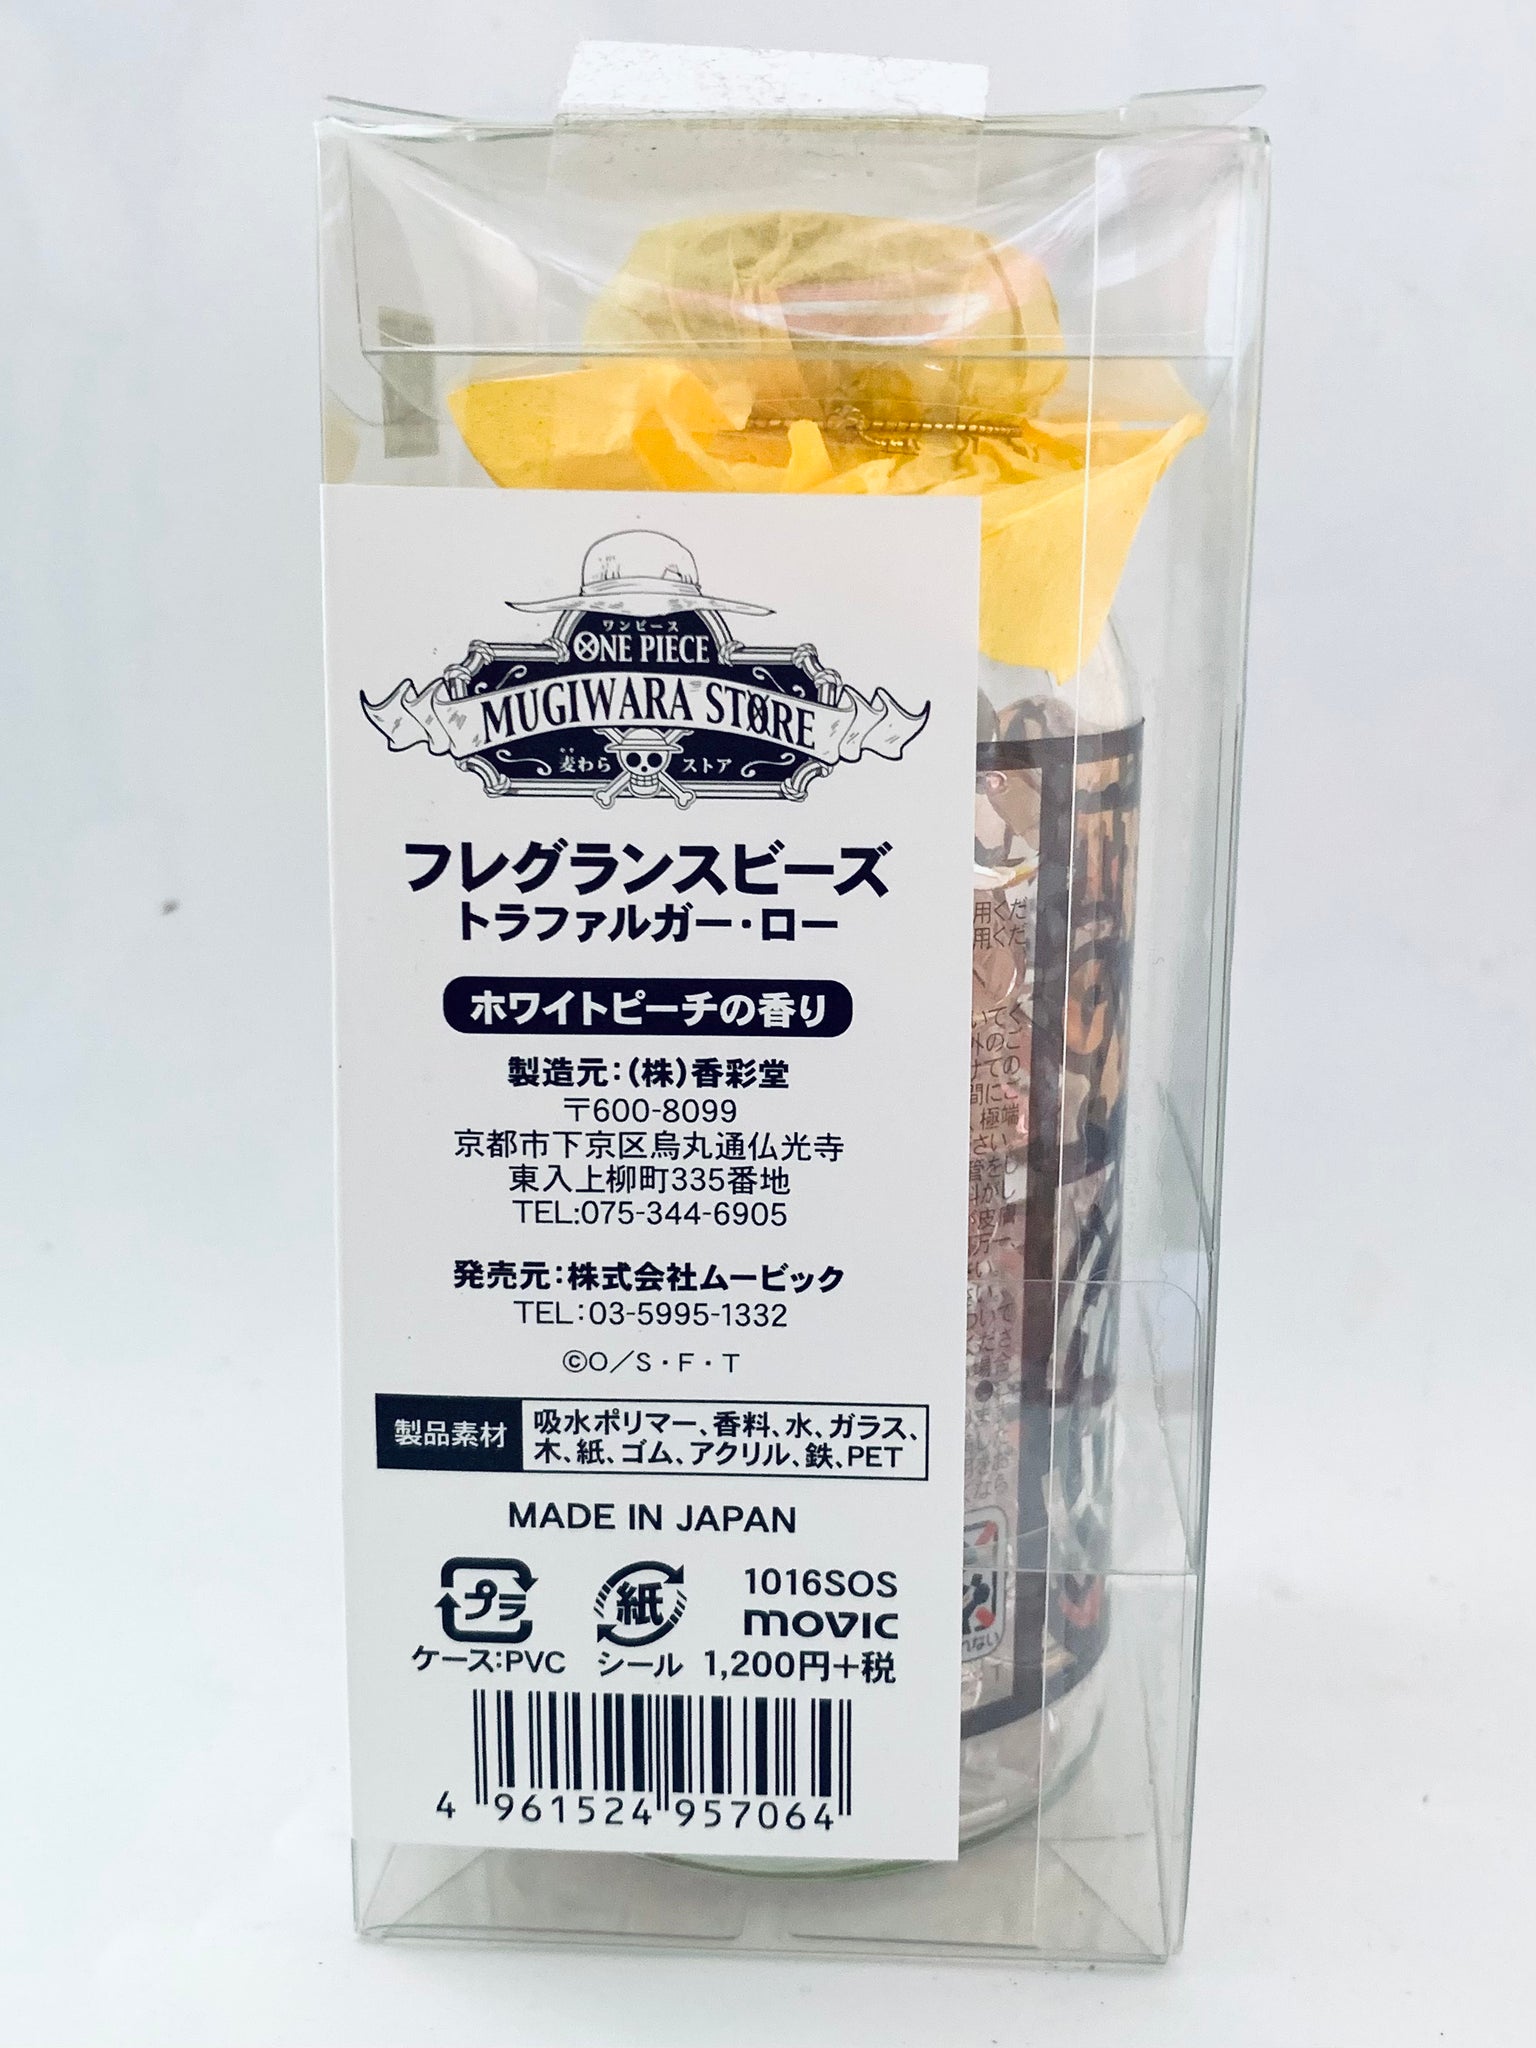 ワンピース
ONE PIECE
MUGIWARA STORE
麦わら ストア
フレグランスビーズ
トラファルガー・ロー
ホワイトピーチの香り
製造元:(株)香彩堂
〒600-8099
京都市下京区烏丸通仏光寺
東入上柳町335番地
TEL:075-344-6905
発売元:株式会社ムービック
TEL:03-5995-1332
©O/S・F・T
製品素材
吸水ポリマー、香料、水、ガラス、
木、紙、ゴム、アクリル、鉄、PET
MADE IN JAPAN
プラ 紙 1016SOS
movic
ケース:PVC シール 1,200円+税
4 961524 957064
用くだ
用くだ